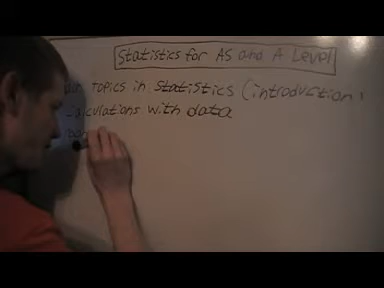 Statistics for AS and A Level
topics in statistics (introduction)
calculations with data